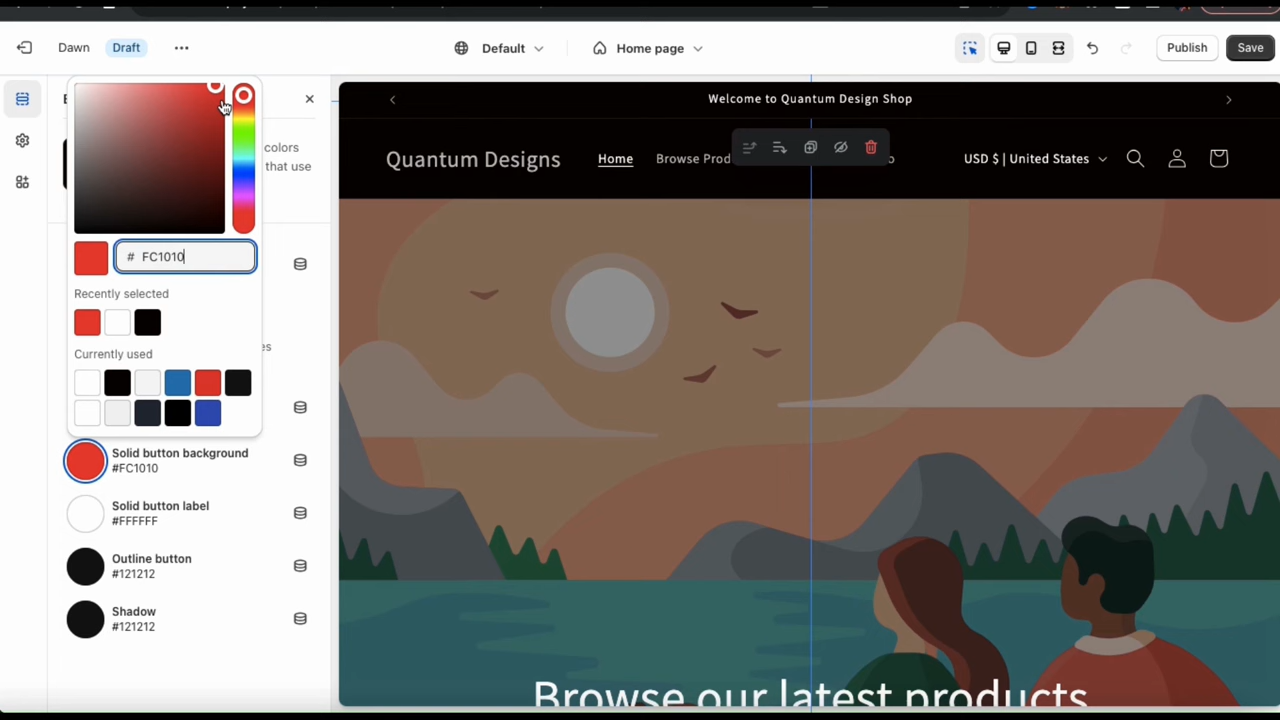 Dawn
Draft
Default
Home page
Publish
Save
# FC1010
Recently selected
Currently used
colors
that use
es
Solid button background
#FC1010
Solid button label
#FFFFFF
Outline button
#121212
Shadow
#121212
Welcome to Quantum Design Shop
Quantum Designs
Home
Browse Prod
o
USD $ | United States
Browse our latest products